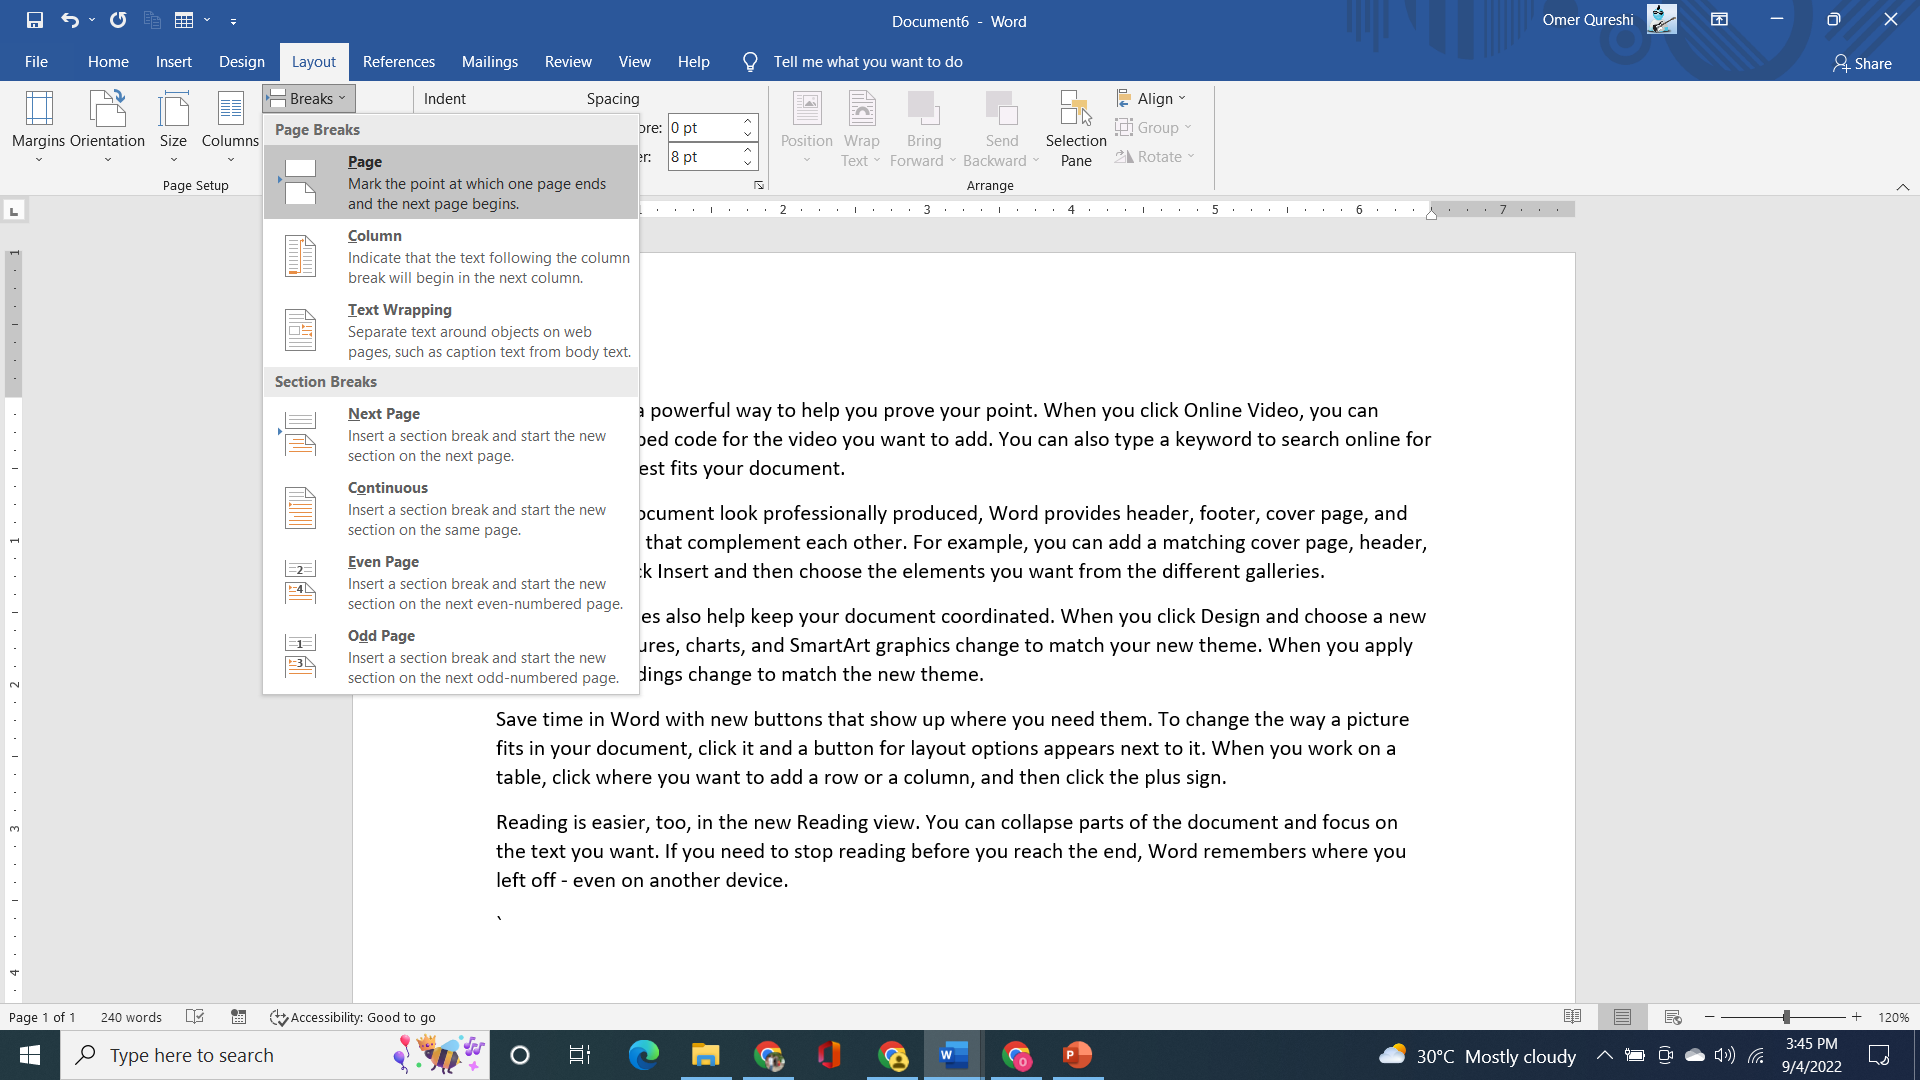 Document6 - Word
Omer Qureshi
File Home Insert Design Layout References Mailings Review View Help Tell me what you want to do
Share
Breaks
Indent
Spacing
Margins
Orientation
Size
Columns
ore: 0 pt
er: 8 pt
Position
Wrap
Text
Bring
Forward
Send
Backward
Selection
Pane
Align
Group
Rotate
Page Setup
Arrange
Page Breaks
Page
Mark the point at which one page ends
and the next page begins.
Column
Indicate that the text following the column
break will begin in the next column.
Text Wrapping
Separate text around objects on web
pages, such as caption text from body text.
Section Breaks
Next Page
Insert a section break and start the new
section on the next page.
Continuous
Insert a section break and start the new
section on the same page.
Even Page
Insert a section break and start the new
section on the next even-numbered page.
Odd Page
Insert a section break and start the new
section on the next odd-numbered page.
2 3 4 5 6 7
1
1
2
3
4
a powerful way to help you prove your point. When you click Online Video, you can
bed code for the video you want to add. You can also type a keyword to search online for
est fits your document.
ocument look professionally produced, Word provides header, footer, cover page, and
that complement each other. For example, you can add a matching cover page, header,
ck Insert and then choose the elements you want from the different galleries.
es also help keep your document coordinated. When you click Design and choose a new
ures, charts, and SmartArt graphics change to match your new theme. When you apply
dings change to match the new theme.
Save time in Word with new buttons that show up where you need them. To change the way a picture
fits in your document, click it and a button for layout options appears next to it. When you work on a
table, click where you want to add a row or a column, and then click the plus sign.
Reading is easier, too, in the new Reading view. You can collapse parts of the document and focus on
the text you want. If you need to stop reading before you reach the end, Word remembers where you
left off - even on another device.
`
Page 1 of 1 240 words Accessibility: Good to go
120%
Type here to search
30°C Mostly cloudy
3:45 PM
9/4/2022